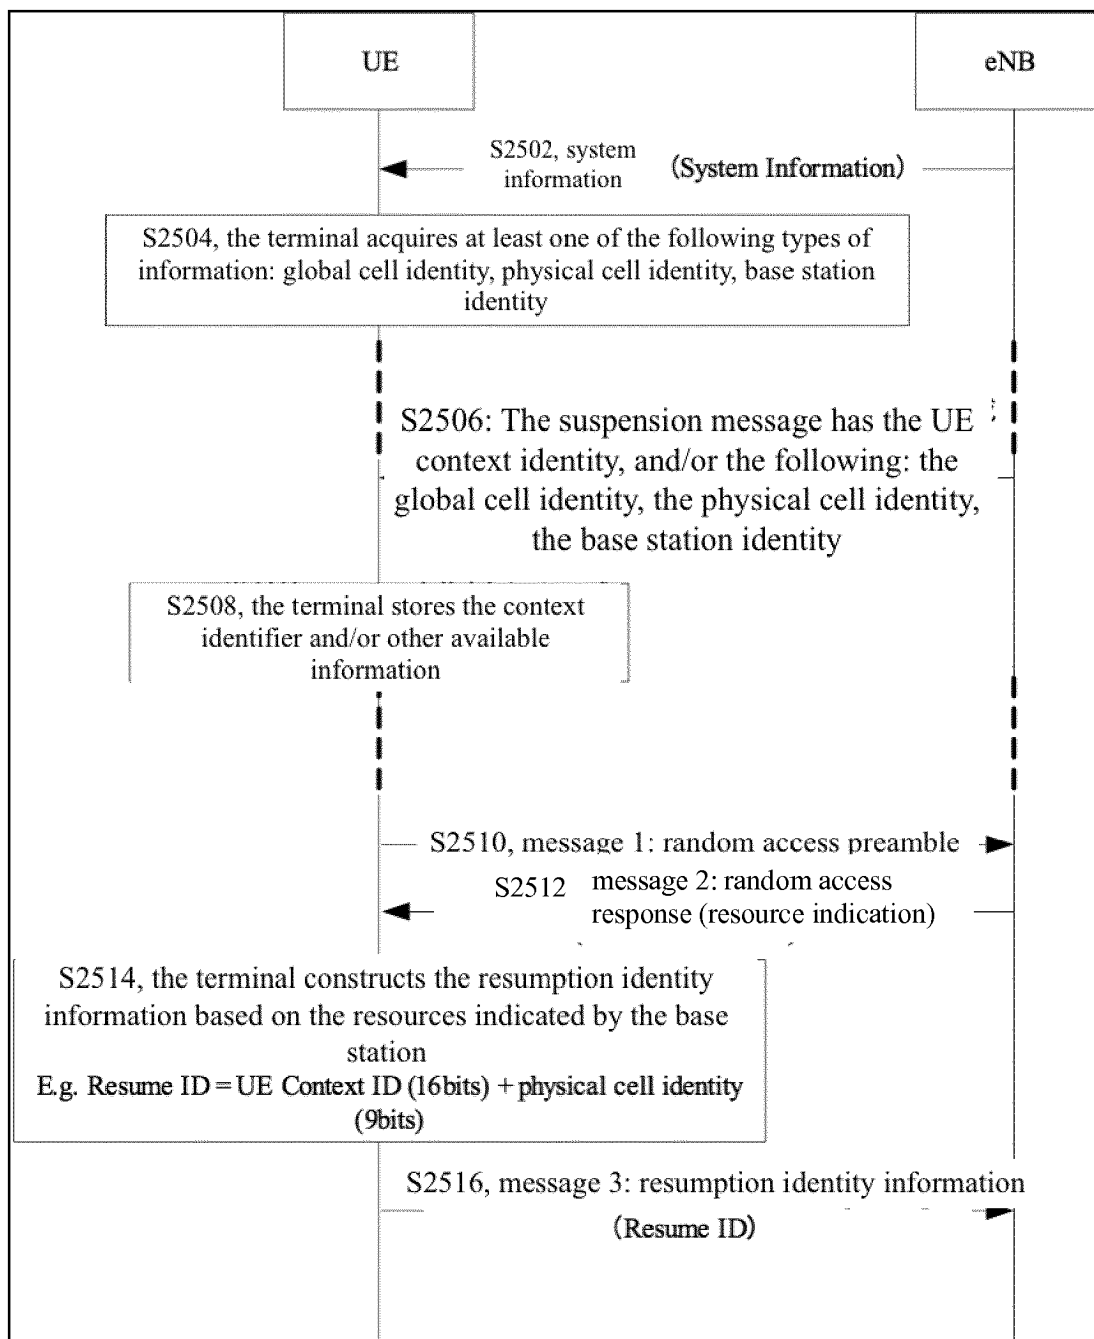 UE
eNB
S2502, system
information
(System Information)
S2504, the terminal acquires at least one of the following types of
information: global cell identity, physical cell identity, base station
identity
S2506: The suspension message has the UE
context identity, and/or the following: the
global cell identity, the physical cell identity,
the base station identity
S2508, the terminal stores the context
identifier and/or other available
information
S2510, message 1: random access preamble
S2512
message 2: random access
response (resource indication)
S2514, the terminal constructs the resumption identity
information based on the resources indicated by the base
station
E.g. Resume ID = UE Context ID (16bits) + physical cell identity
(9bits)
S2516, message 3: resumption identity information
(Resume ID)